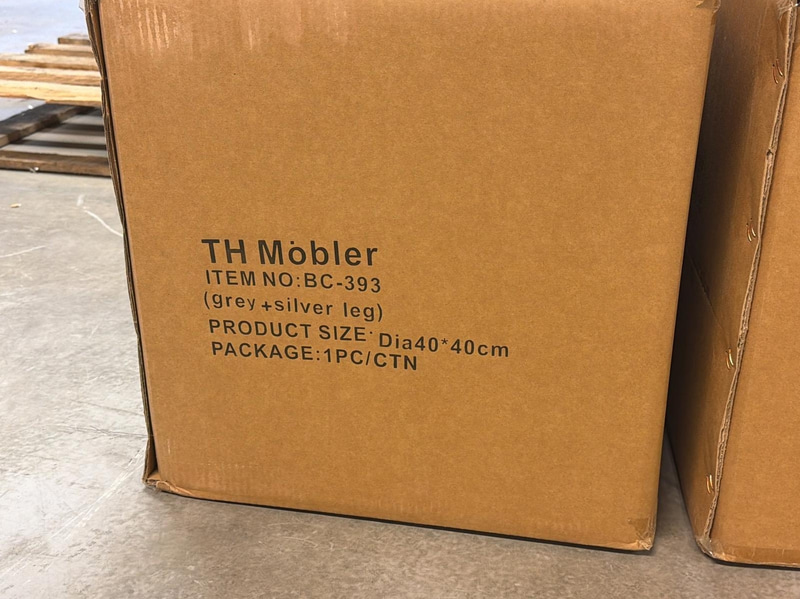 TH Möbler
ITEM NO:BC-393
(grey+silver leg)
PRODUCT SIZE: Dia40*40cm
PACKAGE:1PC/CTN